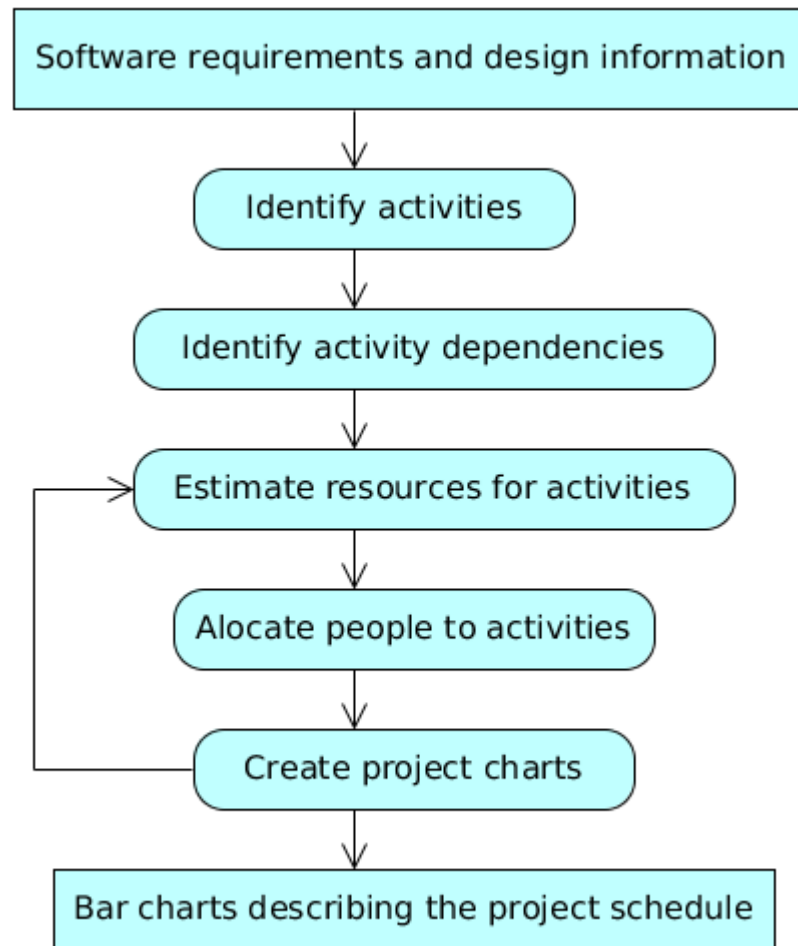 Software requirements and design information
Identify activities
Identify activity dependencies
Estimate resources for activities
Alocate people to activities
Create project charts
Bar charts describing the project schedule